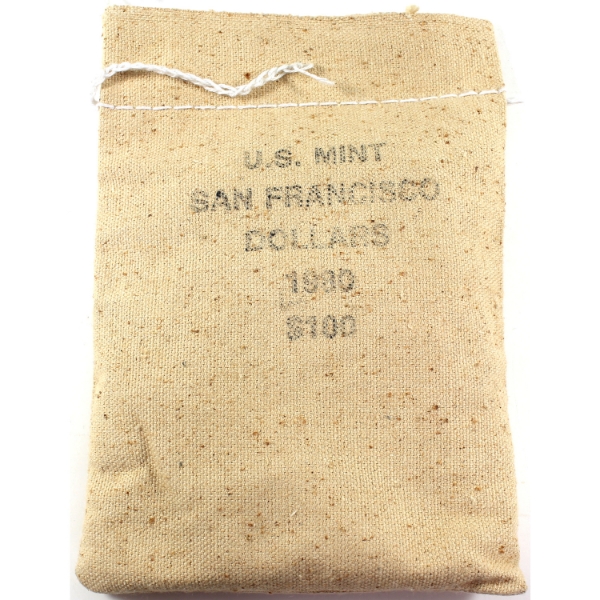 U.S. MINT
SAN FRANCISCO
DOLLARS
1980
$100